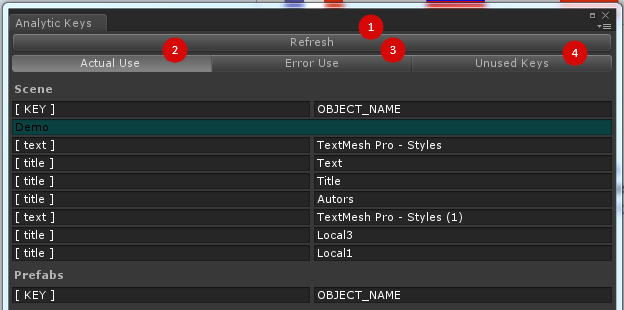 Analytic Keys
1
Refresh
2 3 4
Actual Use Error Use Unused Keys
Scene
[ KEY ] OBJECT_NAME
Demo
[ text ] TextMesh Pro - Styles
[ title ] Text
[ title ] Title
[ title ] Autors
[ text ] TextMesh Pro - Styles (1)
[ title ] Local3
[ title ] Local1
Prefabs
[ KEY ] OBJECT_NAME